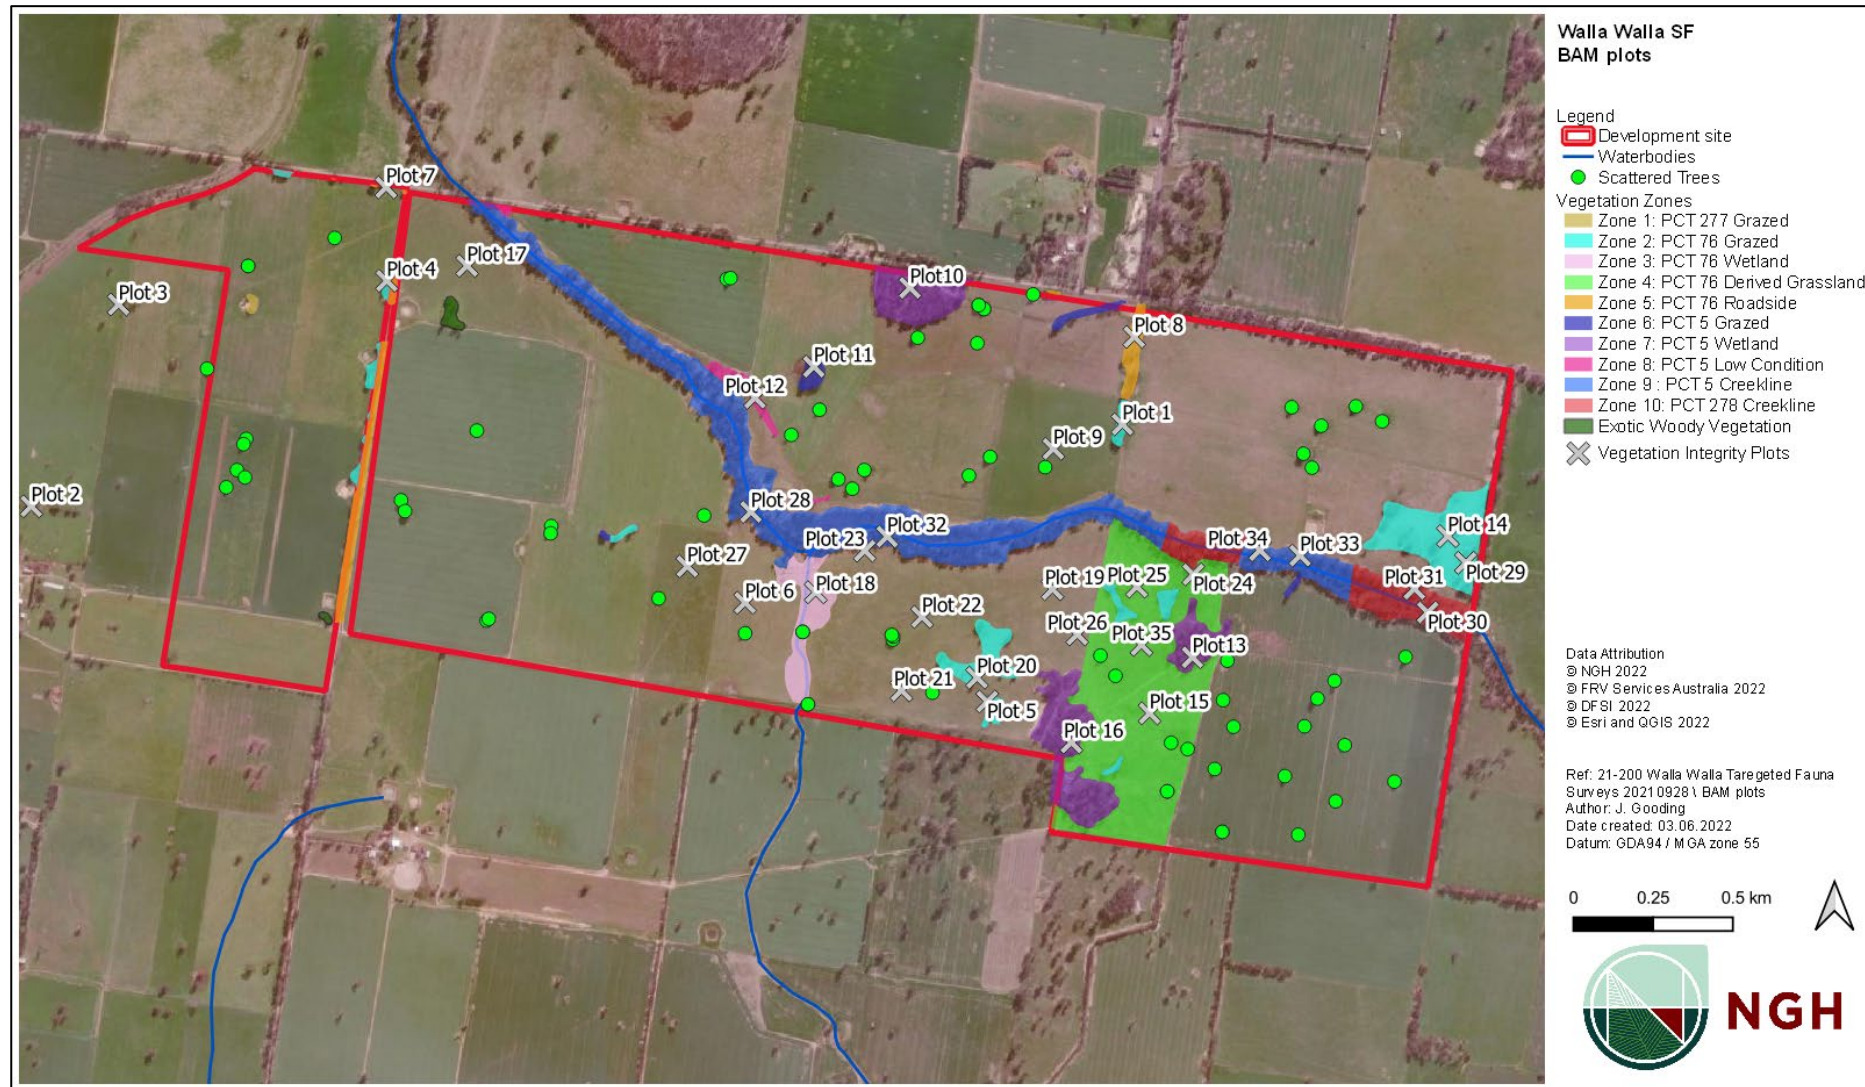 Walla Walla SF
BAM plots
Legend
Development site
Waterbodies
Scattered Trees
Vegetation Zones
Zone 1: PCT 277 Grazed
Zone 2: PCT 76 Grazed
Zone 3: PCT 76 Wetland
Zone 4: PCT 76 Derived Grassland
Zone 5: PCT 76 Roadside
Zone 6: PCT 5 Grazed
Zone 7: PCT 5 Wetland
Zone 8: PCT 5 Low Condition
Zone 9 : PCT 5 Creekline
Zone 10: PCT 278 Creekline
Exotic Woody Vegetation
Vegetation Integrity Plots
Plot 7
Plot 17
Plot 4
Plot 3
Plot10
Plot 8
Plot 11
Plot 12
Plot 1
Plot 9
Plot 2
Plot 28
Plot 32
Plot 23
Plot 34
Plot 33
Plot 14
Plot 27
Plot 29
Plot 6
Plot 18
Plot 19
Plot 25
Plot 24
Plot 31
Plot 22
Plot 30
Plot 26
Plot 35
Plot13
Plot 20
Plot 21
Plot 5
Plot 15
Plot 16
Data Attribution
© NGH 2022
© FRV Services Australia 2022
© DFSI 2022
© Esri and QGIS 2022
Ref: 21-200 Walla Walla Taregeted Fauna
Surveys 20210928 \ BAM plots
Author: J. Gooding
Date created: 03.06.2022
Datum: GDA94 / MGA zone 55
0 0.25 0.5 km
NGH